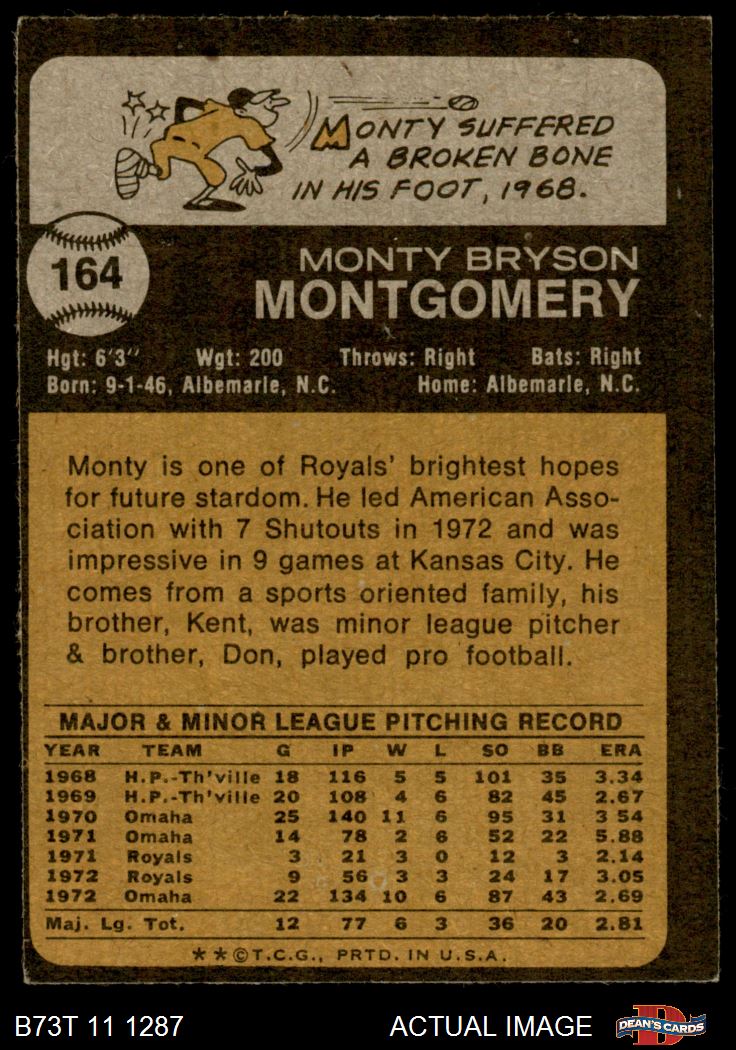 MONTY SUFFERED
A BROKEN BONE
IN HIS FOOT, 1968.
164
MONTY BRYSON
MONTGOMERY
Hgt: 6'3" Wgt: 200 Throws: Right Bats: Right
Born: 9-1-46, Albemarle, N.C. Home: Albemarle, N.C.
Monty is one of Royals' brightest hopes
for future stardom. He led American Asso-
ciation with 7 Shutouts in 1972 and was
impressive in 9 games at Kansas City. He
comes from a sports oriented family, his
brother, Kent, was minor league pitcher
& brother, Don, played pro football.
MAJOR & MINOR LEAGUE PITCHING RECORD
YEAR TEAM G IP W L SO BB ERA
1968 H.P.-Th'ville 18 116 5 5 101 35 3.34
1969 H.P.-Th'ville 20 108 4 6 82 45 2.67
1970 Omaha 25 140 11 6 95 31 3 54
1971 Omaha 14 78 2 6 52 22 5.88
1971 Royals 3 21 3 0 12 3 2.14
1972 Royals 9 56 3 3 24 17 3.05
1972 Omaha 22 134 10 6 87 43 2.69
Maj. Lg. Tot. 12 77 6 3 36 20 2.81
**©T.C.G., PRTD. IN U.S.A.
B73T 11 1287 ACTUAL IMAGE D DEAN'S CARDS